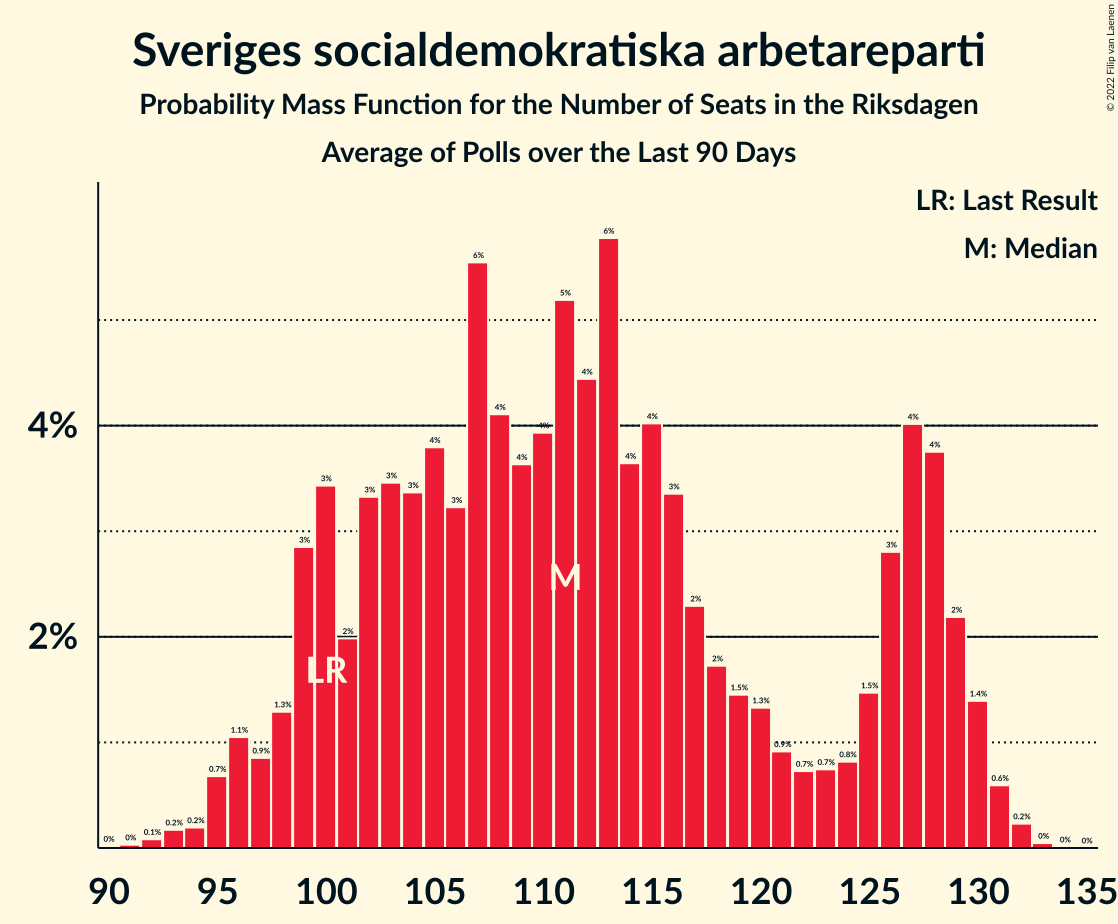 Sveriges socialdemokratiska arbetareparti
Probability Mass Function for the Number of Seats in the Riksdagen
Average of Polls over the Last 90 Days
© 2022 Filip van Laenen
LR: Last Result
M: Median
4%
2%
0% 0% 0.1% 0.2% 0.2% 0.7% 1.1% 0.9% 1.3% 3% 3% 2% 3% 3% 3% 4% 3% 6% 4% 4% 4% 5% 4% 6% 4% 4% 3% 2% 2% 1.5% 1.3% 0.9% 0.7% 0.7% 0.8% 1.5% 3% 4% 4% 2% 1.4% 0.6% 0.2% 0% 0% 0%
LR
M
90 95 100 105 110 115 120 125 130 135